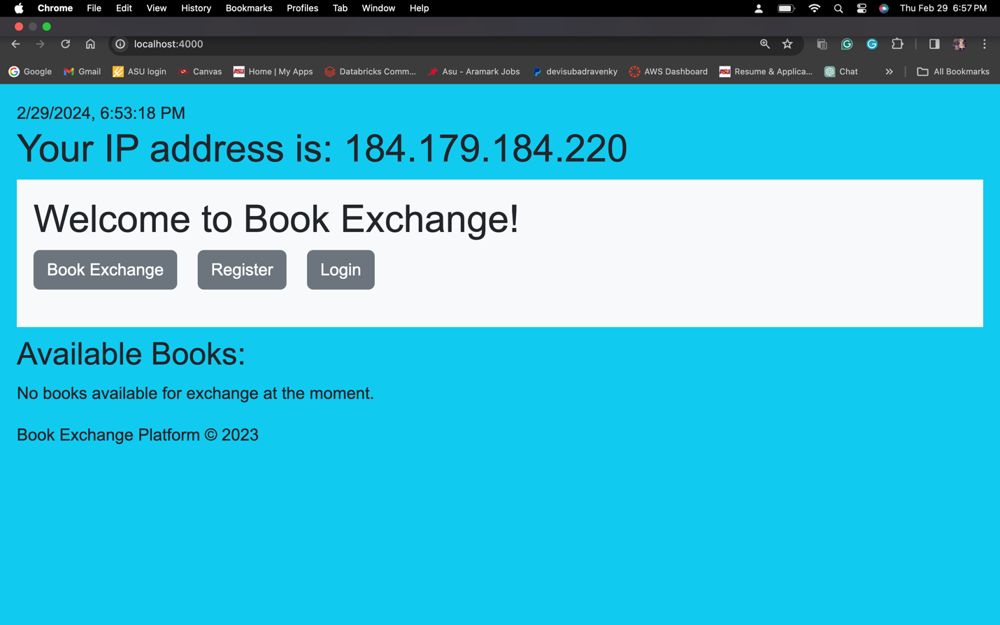 Chrome File Edit View History Bookmarks Profiles Tab Window Help Thu Feb 29 6:57 PM
localhost:4000
Google Gmail ASU login Canvas ASU Home | My Apps Databricks Comm... Asu - Aramark Jobs devisubadravenky AWS Dashboard ASU Resume & Applica... Chat » All Bookmarks
2/29/2024, 6:53:18 PM
Your IP address is: 184.179.184.220
Welcome to Book Exchange!
Book Exchange Register Login
Available Books:
No books available for exchange at the moment.
Book Exchange Platform © 2023